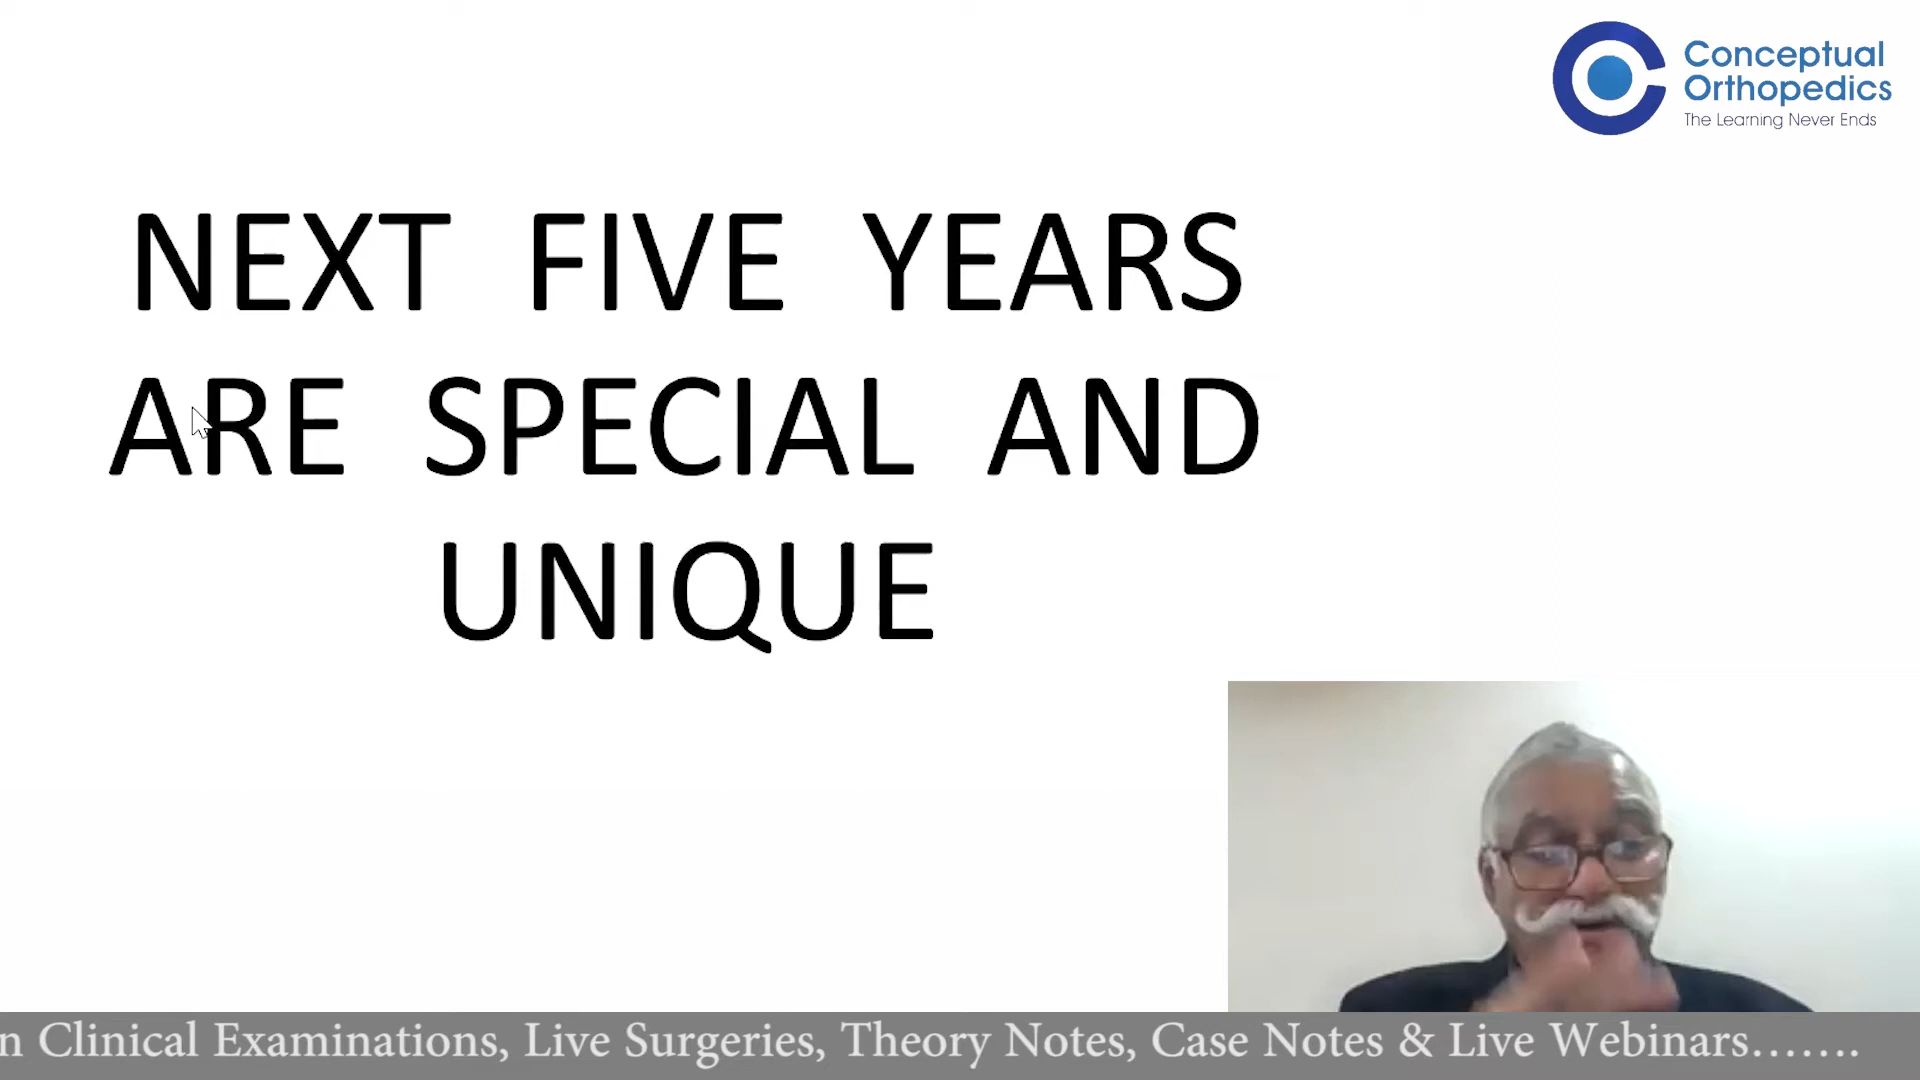 Conceptual
Orthopedics
The Learning Never Ends
NEXT FIVE YEARS
ARE SPECIAL AND
UNIQUE
n Clinical Examinations, Live Surgeries, Theory Notes, Case Notes & Live Webinars.......